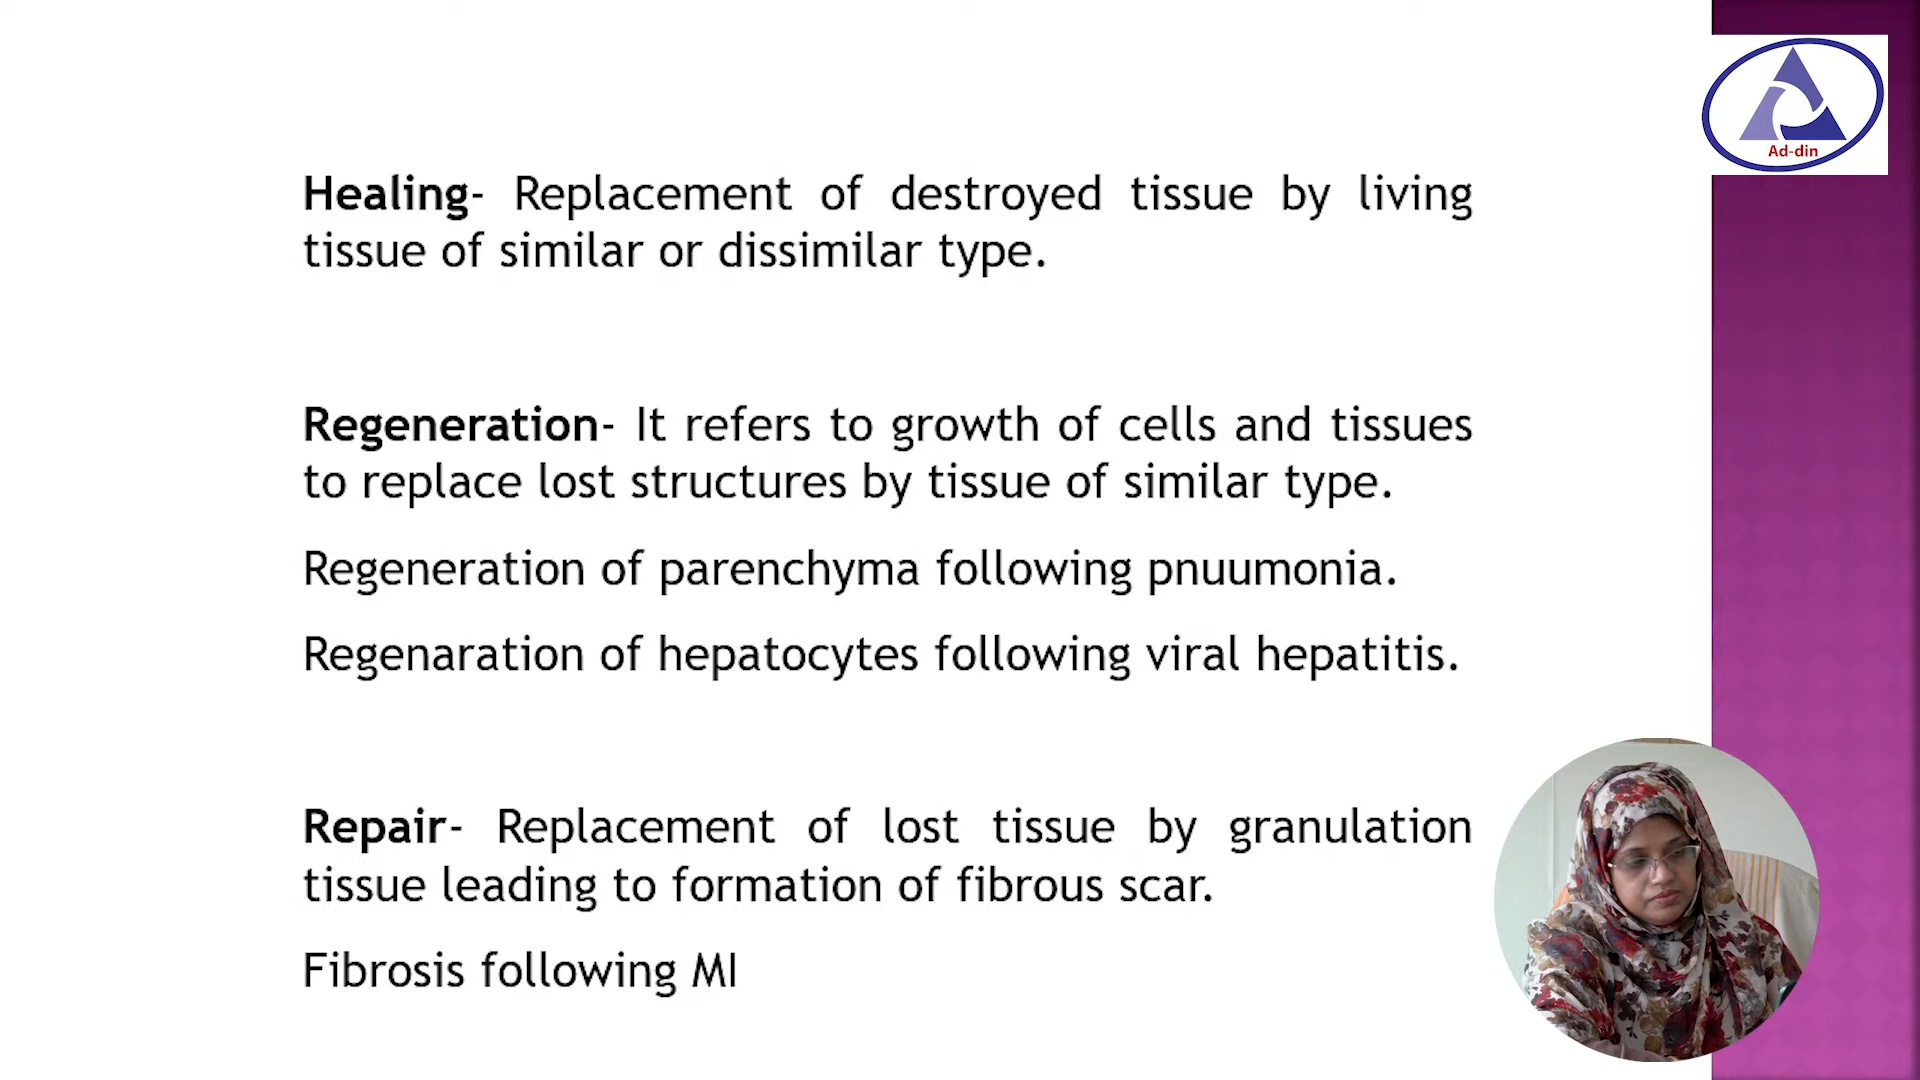 Ad-din
Healing- Replacement of destroyed tissue by living
tissue of similar or dissimilar type.
Regeneration- It refers to growth of cells and tissues
to replace lost structures by tissue of similar type.
Regeneration of parenchyma following pnuumonia.
Regenaration of hepatocytes following viral hepatitis.
Repair- Replacement of lost tissue by granulation
tissue leading to formation of fibrous scar.
Fibrosis following MI